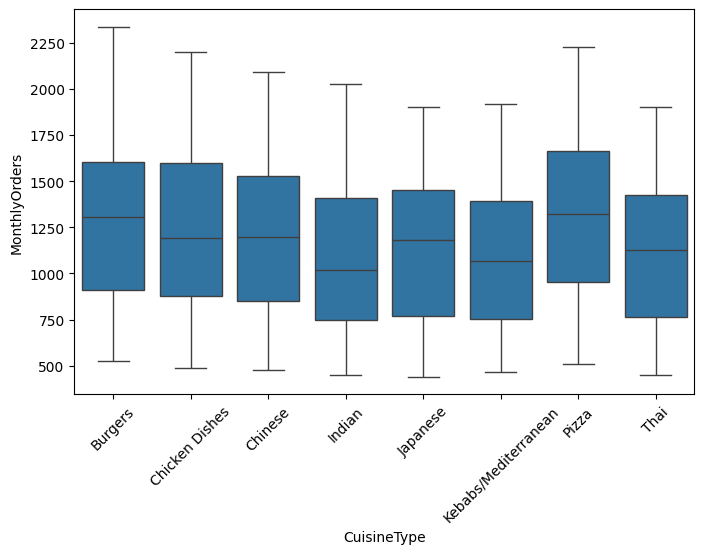 MonthlyOrders
2250
2000
1750
1500
1250
1000
750
500
Burgers
Chicken Dishes
Chinese
Indian
Japanese
Kebabs/Mediterranean
Pizza
Thai
CuisineType